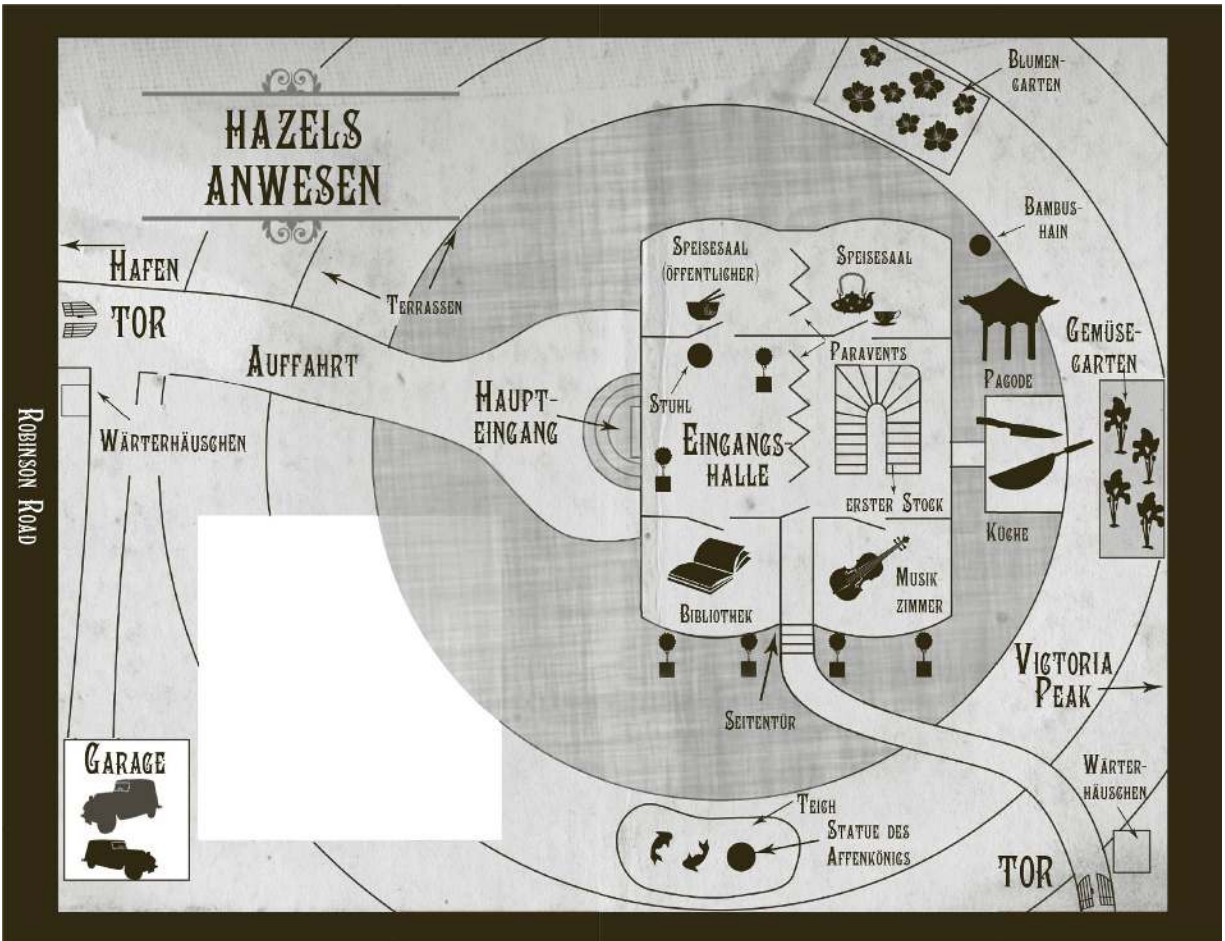 HAZELS
ANWESEN
BLUMEN-
GARTEN
BAMBUS-
HAIN
HAFEN
TOR
TERRASSEN
AUFFAHRT
SPEISESAAL
(ÖFFENTLICHER)
SPEISESAAL
PARAVENTS
PAGODE
GEMÜSE-
GARTEN
STUHL
HAUPT-
EINGANG
EINGANGS-
HALLE
ERSTER STOCK
KÜCHE
WÄRTERHÄUSCHEN
ROBINSON ROAD
BIBLIOTHEK
MUSIK
ZIMMER
SEITENTÜR
VICTORIA
PEAK
GARAGE
WÄRTER-
HÄUSCHEN
TEICH
STATUE DES
AFFENKÖNIGS
TOR